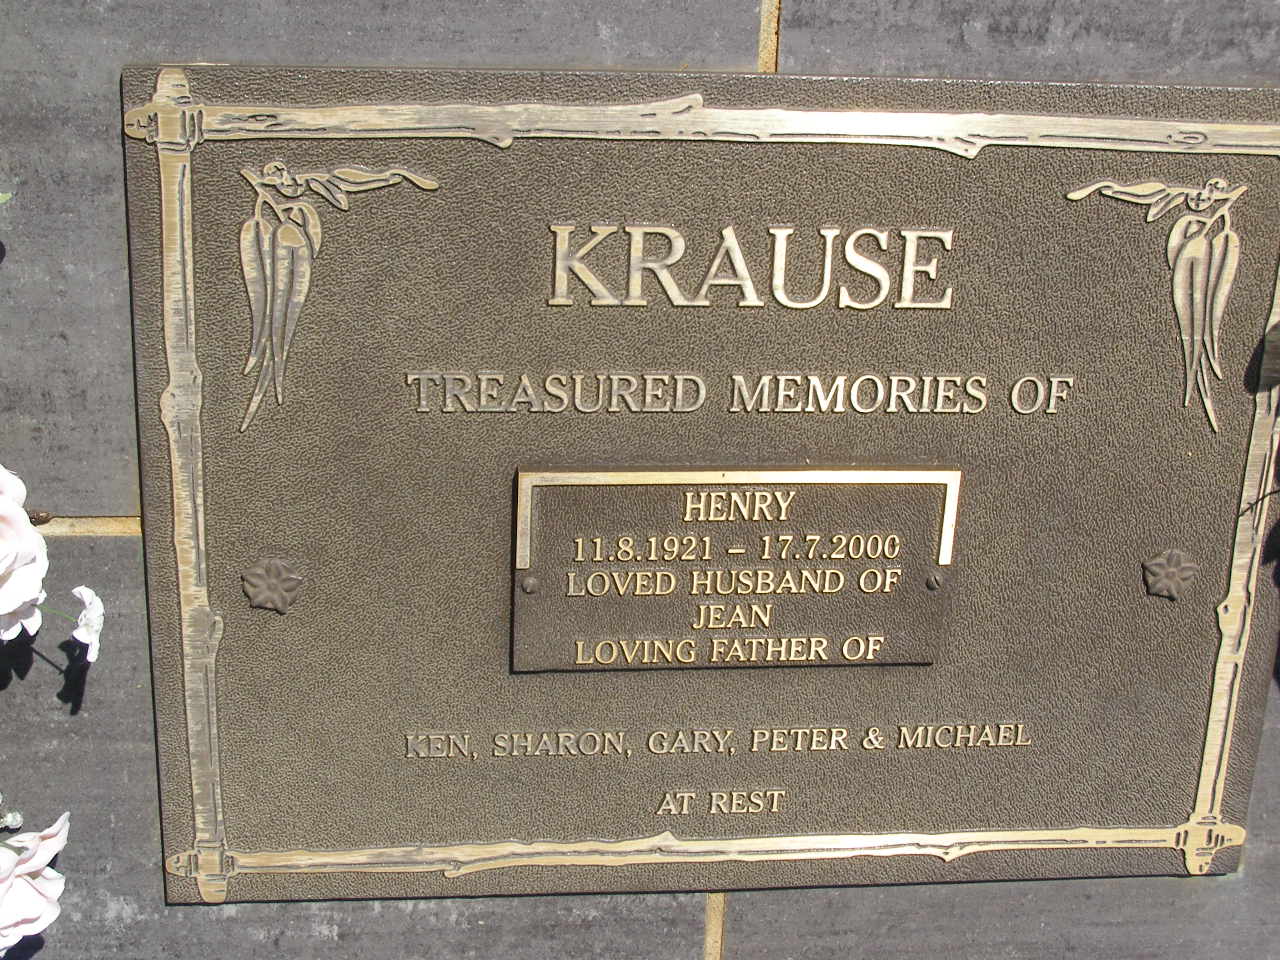 KRAUSE
TREASURED MEMORIES OF
HENRY
11.8.1921 – 17.7.2000
LOVED HUSBAND OF
JEAN
LOVING FATHER OF
KEN, SHARON, GARY, PETER & MICHAEL
AT REST